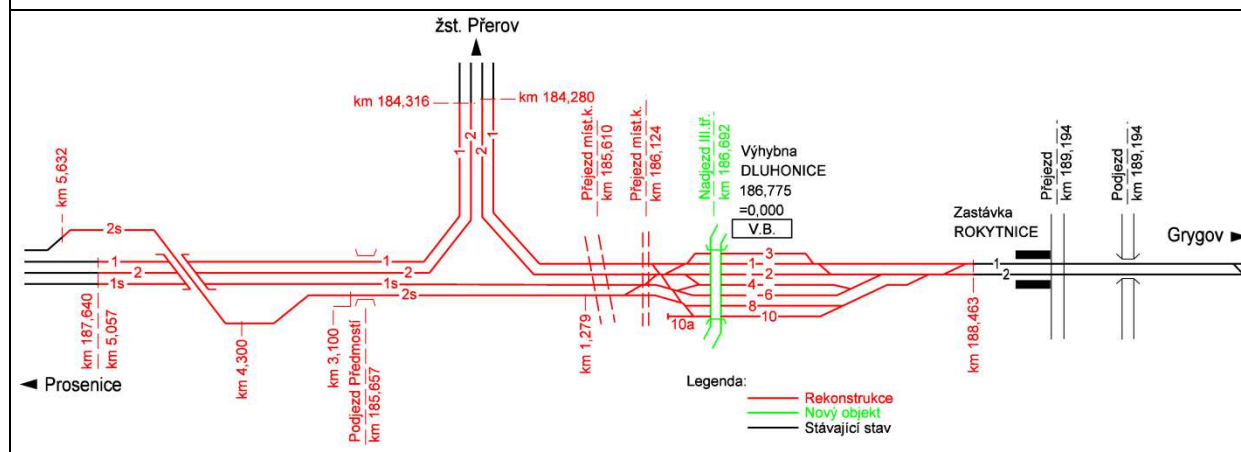 žst. Přerov
km 184,316
km 184,280
1
2
2
1
km 5,632
2s
1
2
1s
1
2
1s
2s
km 187,640
km 5,057
km 4,300
km 3,100
Podjezd Předmostí
km 185,657
km 1,279
Přejezd míst.k.
km 185,610
Přejezd míst.k.
km 186,124
Nadjezd III.tř.
km 186,692
Výhybna
DLUHONICE
186,775
=0,000
V.B.
3
1
2
4
6
8
10a
10
km 188,463
Zastávka
ROKYTNICE
1
2
Přejezd
km 189,194
Podjezd
km 189,194
Grygov ►
◄ Prosenice
Legenda:
Rekonstrukce
Nový objekt
Stávající stav